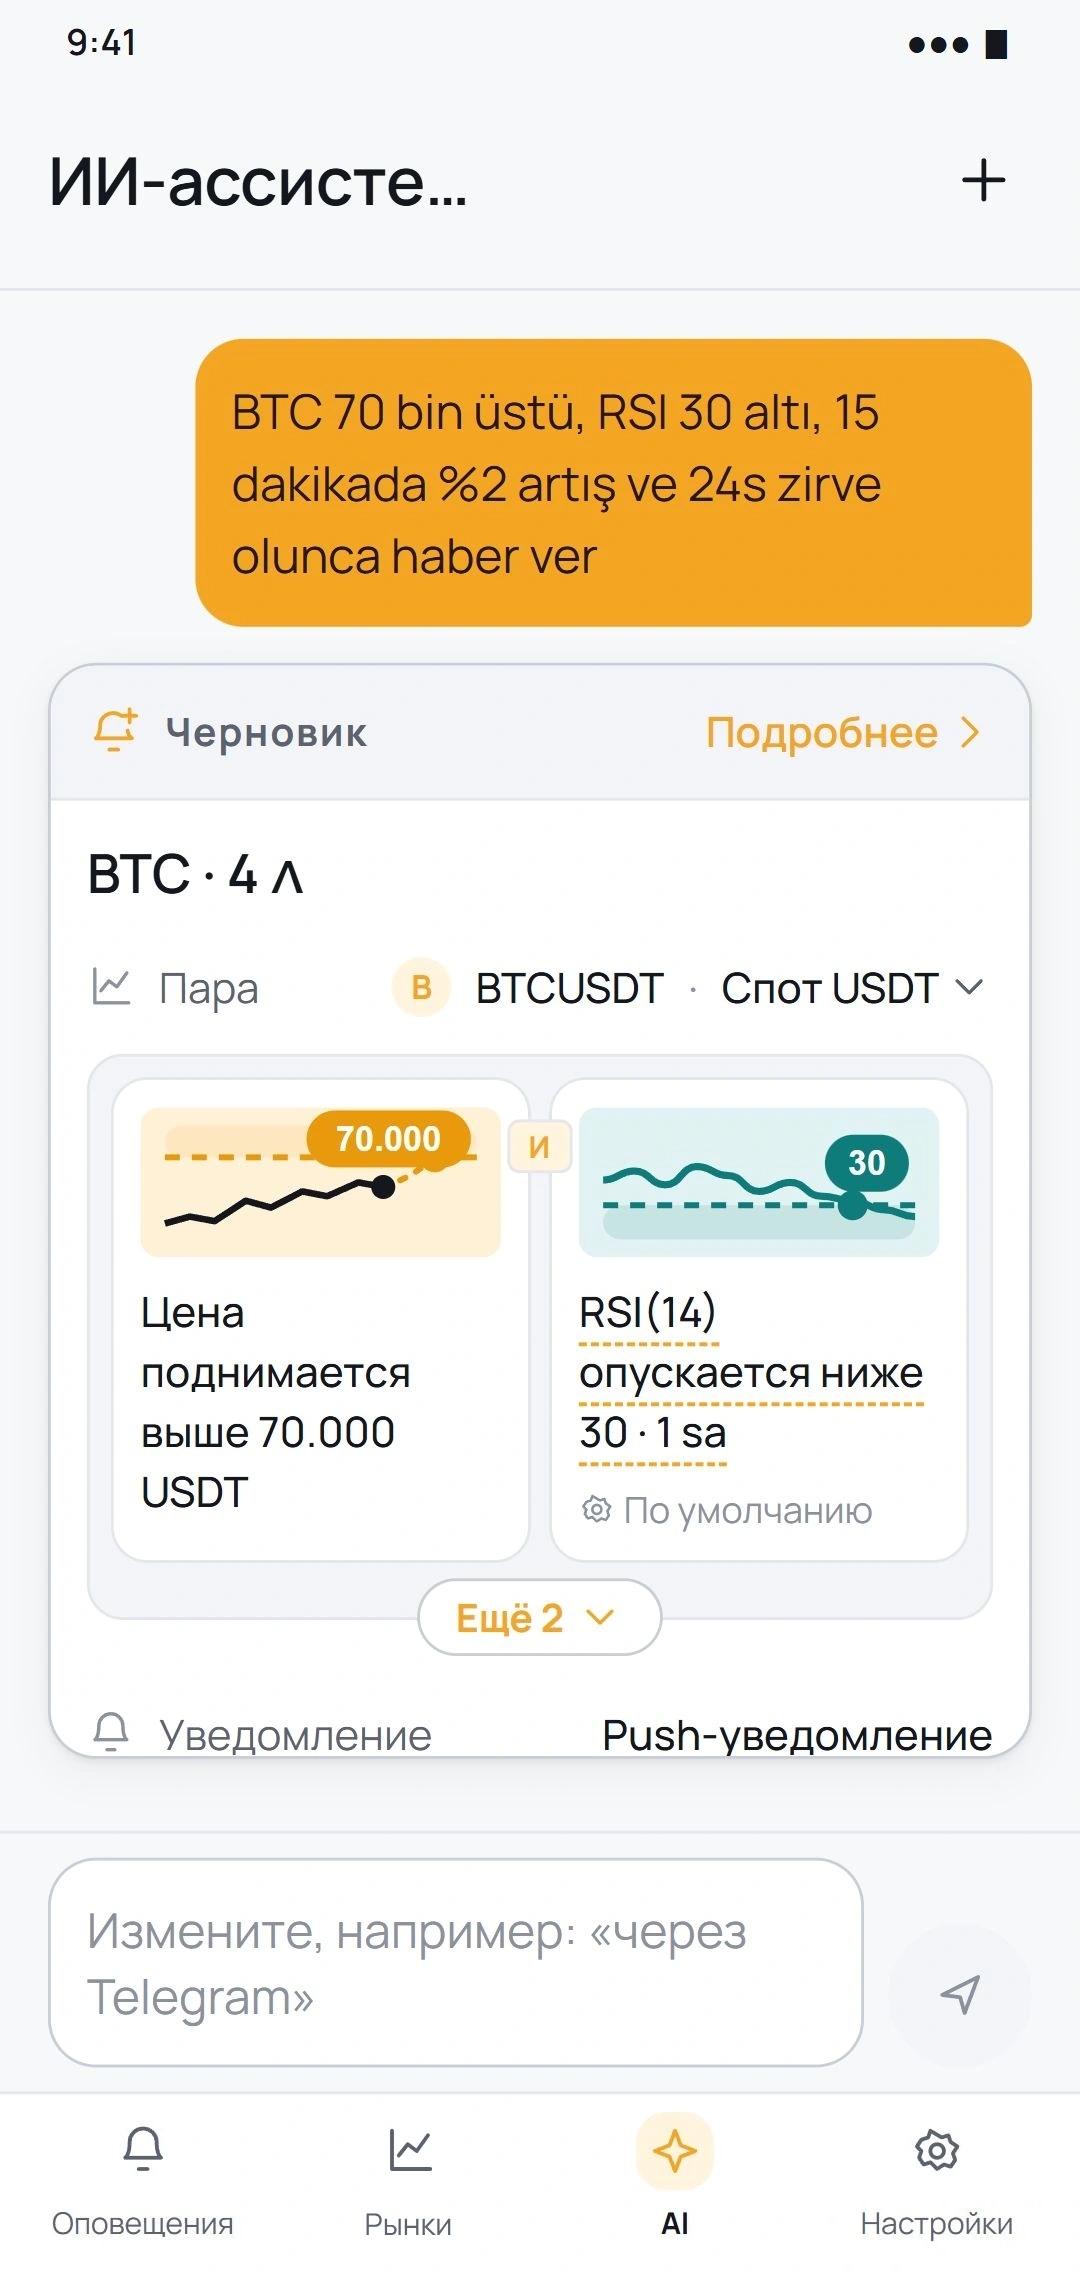 9:41
ИИ-ассисте...
BTC 70 bin üstü, RSI 30 altı, 15
dakikada %2 artış ve 24s zirve
olunca haber ver
Черновик
Подробнее
BTC · 4 ∧
Пара
B
BTCUSDT · Спот USDT
70.000
И
30
Цена
поднимается
выше 70.000
USDT
RSI(14)
опускается ниже
30 · 1 sa
По умолчанию
Ещё 2
Уведомление
Push-уведомление
Измените, например: «через
Telegram»
Оповещения
Рынки
AI
Настройки